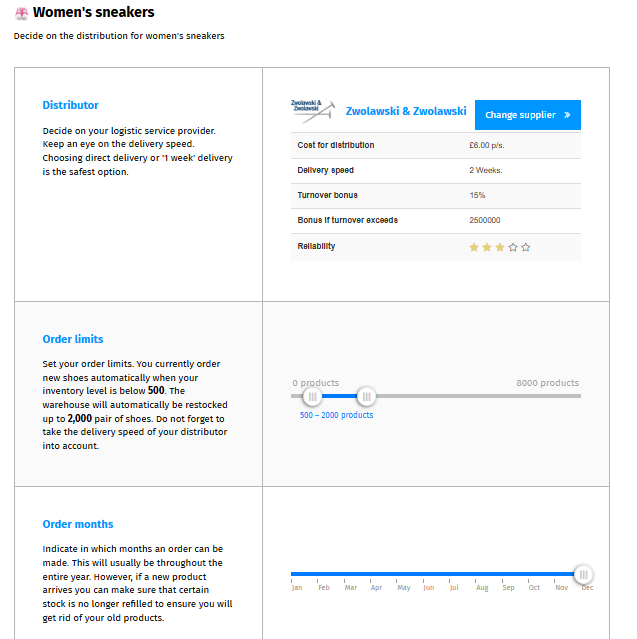 Women's sneakers
Decide on the distribution for women's sneakers
Distributor
Decide on your logistic service provider.
Keep an eye on the delivery speed.
Choosing direct delivery or '1 week' delivery
is the safest option.
Zwolawski &
Zwolawski
Zwolawski & Zwolawski
Change supplier »
Cost for distribution £6.00 p/s.
Delivery speed 2 Weeks.
Turnover bonus 15%
Bonus if turnover exceeds 2500000
Reliability
Order limits
Set your order limits. You currently order
new shoes automatically when your
inventory level is below 500. The
warehouse will automatically be restocked
up to 2,000 pair of shoes. Do not forget to
take the delivery speed of your distributor
into account.
0 products 8000 products
500 – 2000 products
Order months
Indicate in which months an order can be
made. This will usually be throughout the
entire year. However, if a new product
arrives you can make sure that certain
stock is no longer refilled to ensure you will
get rid of your old products.
Jan Feb Mar Apr May Jun Jul Aug Sep Oct Nov Dec